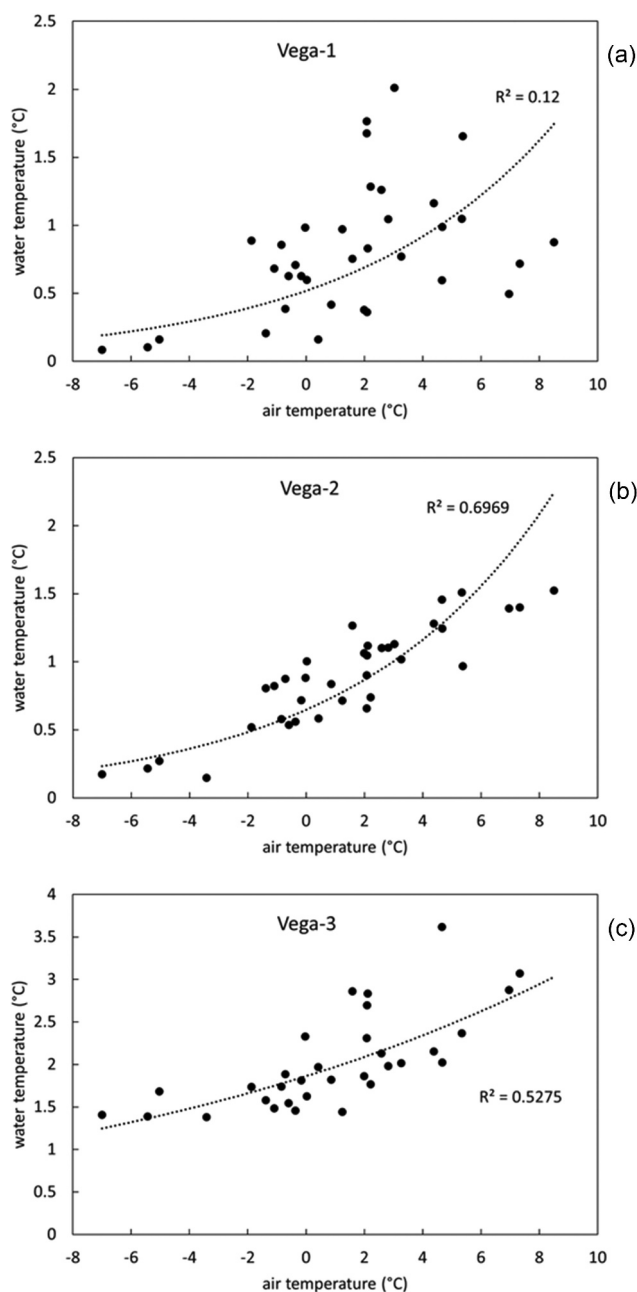 Vega-1
(a)
R² = 0.12
water temperature (°C)
2.5
2
1.5
1
0.5
0
-8 -6 -4 -2 0 2 4 6 8 10
air temperature (°C)
Vega-2
(b)
R² = 0.6969
water temperature (°C)
2.5
2
1.5
1
0.5
0
-8 -6 -4 -2 0 2 4 6 8 10
air temperature (°C)
Vega-3
(c)
R² = 0.5275
water temperature (°C)
4
3.5
3
2.5
2
1.5
1
0.5
0
-8 -6 -4 -2 0 2 4 6 8 10
air temperature (°C)